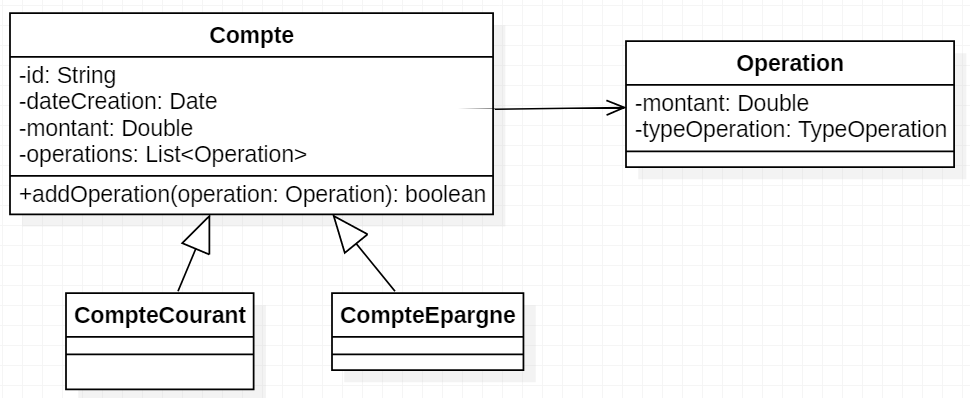 Compte
-id: String
-dateCreation: Date
-montant: Double
-operations: List<Operation>
+addOperation(operation: Operation): boolean
Operation
-montant: Double
-typeOperation: TypeOperation
CompteCourant
CompteEpargne